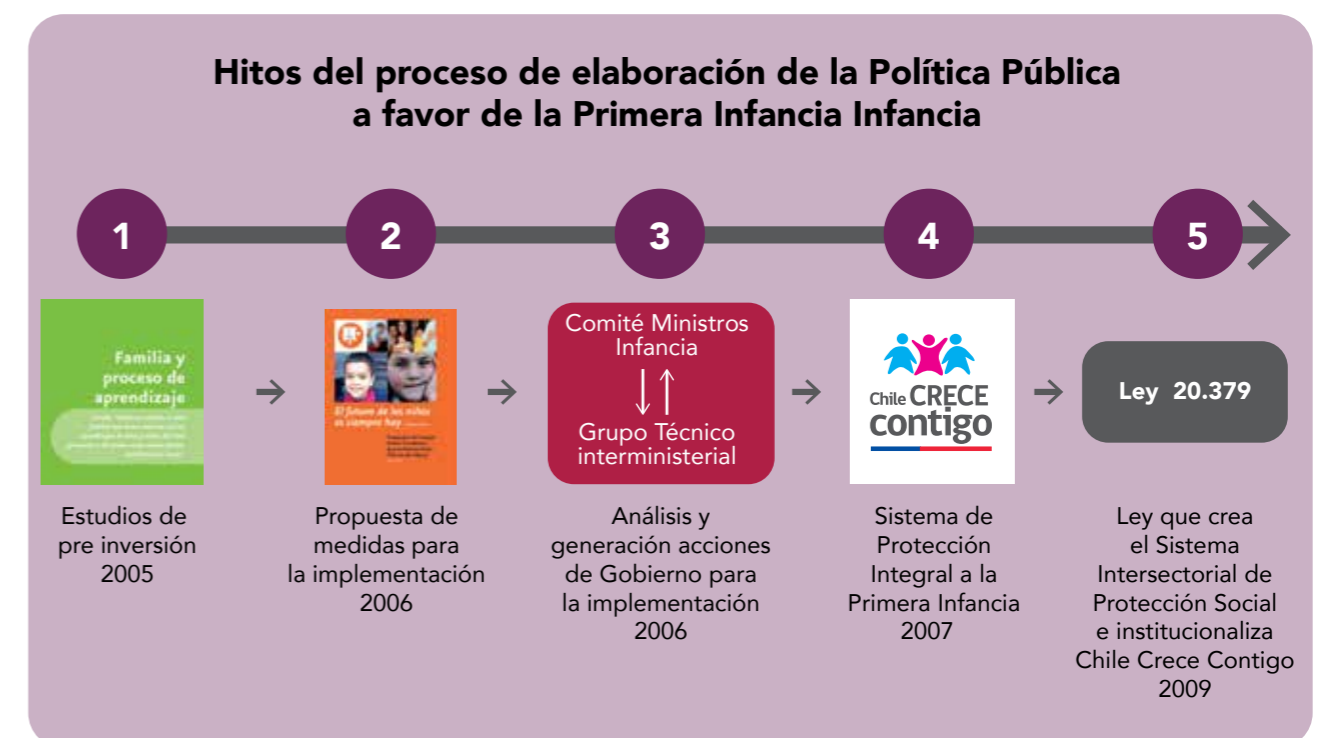 Hitos del proceso de elaboración de la Política Pública
a favor de la Primera Infancia Infancia
1
2
3
4
5
Familia y
proceso de
aprendizaje
El futuro de los niños
es siempre hoy
Comité Ministros
Infancia
Grupo Técnico
interministerial
Chile CRECE
contigo
Ley 20.379
Estudios de
pre inversión
2005
Propuesta de
medidas para
la implementación
2006
Análisis y
generación acciones
de Gobierno para
la implementación
2006
Sistema de
Protección
Integral a la
Primera Infancia
2007
Ley que crea
el Sistema
Intersectorial de
Protección Social
e institucionaliza
Chile Crece Contigo
2009